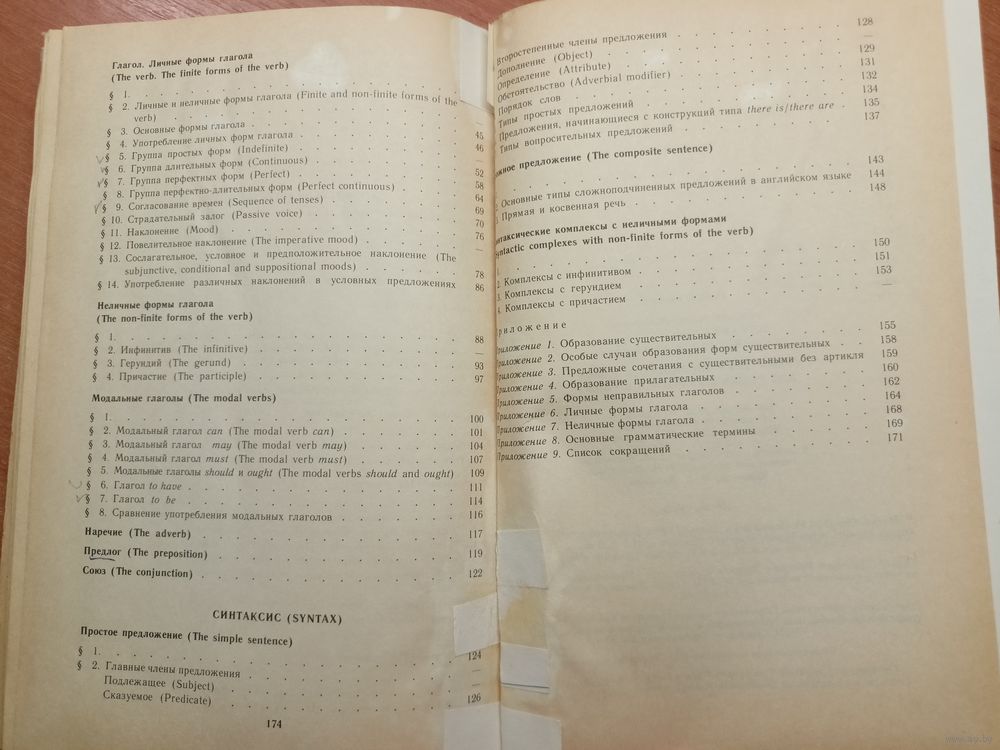 Глагол. Личные формы глагола
(The verb. The finite forms of the verb)
§ 1.
§ 2. Личные и неличные формы глагола (Finite and non-finite forms of the
verb)
§ 3. Основные формы глагола 45
§ 4. Употребление личных форм глагола 46
§ 5. Группа простых форм (Indefinite) —
§ 6. Группа длительных форм (Continuous) 52
§ 7. Группа перфектных форм (Perfect) 58
§ 8. Группа перфектно-длительных форм (Perfect continuous) 64
§ 9. Согласование времен (Sequence of tenses) 69
§ 10. Страдательный залог (Passive voice) 70
§ 11. Наклонение (Mood) 76
§ 12. Повелительное наклонение (The imperative mood) —
§ 13. Сослагательное, условное и предположительное наклонение (The
subjunctive, conditional and suppositional moods) 78
§ 14. Употребление различных наклонений в условных предложениях 86
Неличные формы глагола
(The non-finite forms of the verb)
§ 1. 88
§ 2. Инфинитив (The infinitive) —
§ 3. Герундий (The gerund) 93
§ 4. Причастие (The participle) 97
Модальные глаголы (The modal verbs)
§ 1. 100
§ 2. Модальный глагол can (The modal verb can) 101
§ 3. Модальный глагол may (The modal verb may) 104
§ 4. Модальный глагол must (The modal verb must) 107
§ 5. Модальные глаголы should и ought (The modal verbs should and ought) 109
§ 6. Глагол to have 111
§ 7. Глагол to be 114
§ 8. Сравнение употребления модальных глаголов 116
Наречие (The adverb) 117
Предлог (The preposition) 119
Союз (The conjunction) 122
СИНТАКСИС (SYNTAX)
Простое предложение (The simple sentence)
§ 1. 124
§ 2. Главные члены предложения —
Подлежащее (Subject)
Сказуемое (Predicate) 126
174
Второстепенные члены предложения 128
Дополнение (Object) —
Определение (Attribute) 129
Обстоятельство (Adverbial modifier) 131
Порядок слов 132
Типы простых предложений 134
Предложения, начинающиеся с конструкций типа there is/there are 135
Типы вопросительных предложений 137
жное предложение (The composite sentence)
143
2. Основные типы сложноподчиненных предложений в английском языке 144
3. Прямая и косвенная речь 148
нтаксические комплексы с неличными формами
yntactic complexes with non-finite forms of the verb)
1. 150
2. Комплексы с инфинитивом 151
3. Комплексы с герундием 153
4. Комплексы с причастием —
риложение
Приложение 1. Образование существительных 155
Приложение 2. Особые случаи образования форм существительных 158
Приложение 3. Предложные сочетания с существительными без артикля 159
Приложение 4. Образование прилагательных 160
Приложение 5. Формы неправильных глаголов 162
Приложение 6. Личные формы глагола 164
Приложение 7. Неличные формы глагола 168
Приложение 8. Основные грамматические термины 169
Приложение 9. Список сокращений 171